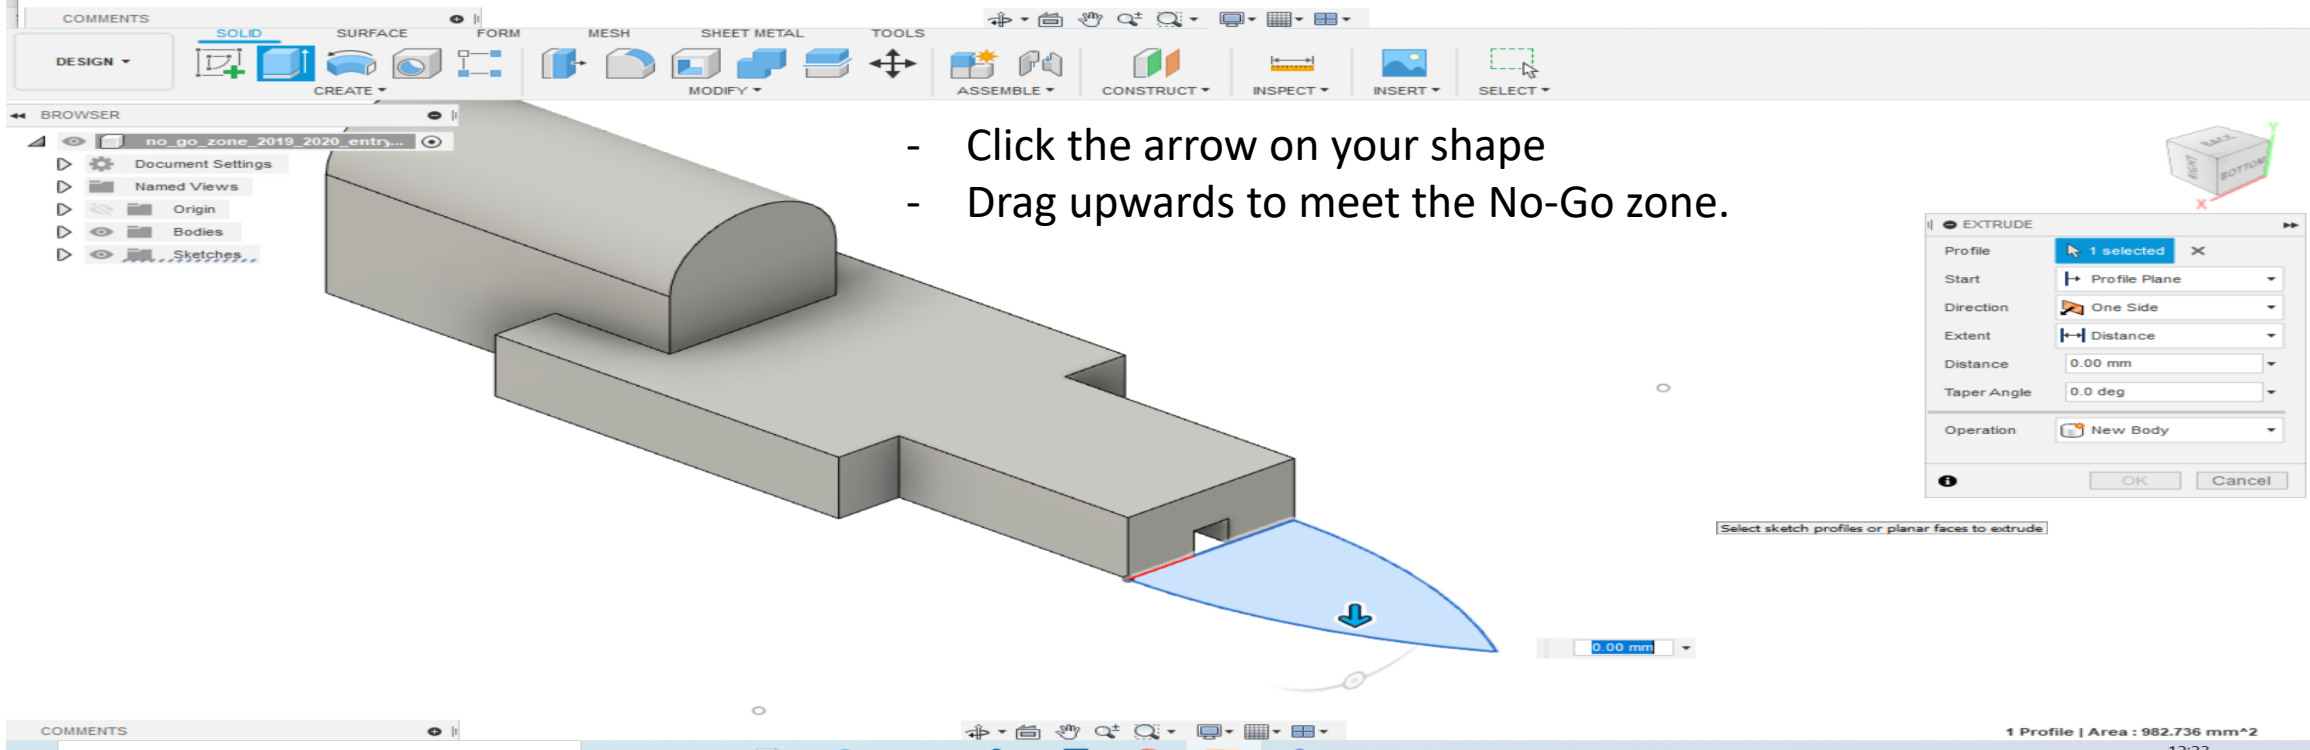 COMMENTS
SOLID SURFACE FORM MESH SHEET METAL TOOLS
DESIGN
CREATE MODIFY ASSEMBLE CONSTRUCT INSPECT INSERT SELECT
BROWSER
no_go_zone_2019_2020_entry...
Document Settings
Named Views
Origin
Bodies
Sketches
- Click the arrow on your shape
- Drag upwards to meet the No-Go zone.
BACK
RIGHT
BOTTOM
Y
X
EXTRUDE
Profile 1 selected
Start Profile Plane
Direction One Side
Extent Distance
Distance 0.00 mm
Taper Angle 0.0 deg
Operation New Body
OK Cancel
Select sketch profiles or planar faces to extrude
0.00 mm
COMMENTS
1 Profile | Area : 982.736 mm^2